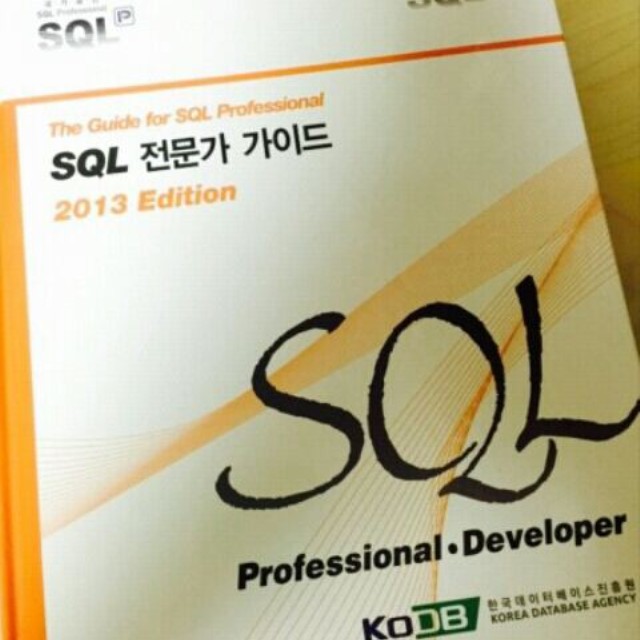 SQL Professional
SQL P
SQL
The Guide for SQL Professional
SQL 전문가 가이드
2013 Edition
SQL
Professional • Developer
KODB 한국데이터베이스진흥원
KOREA DATABASE AGENCY